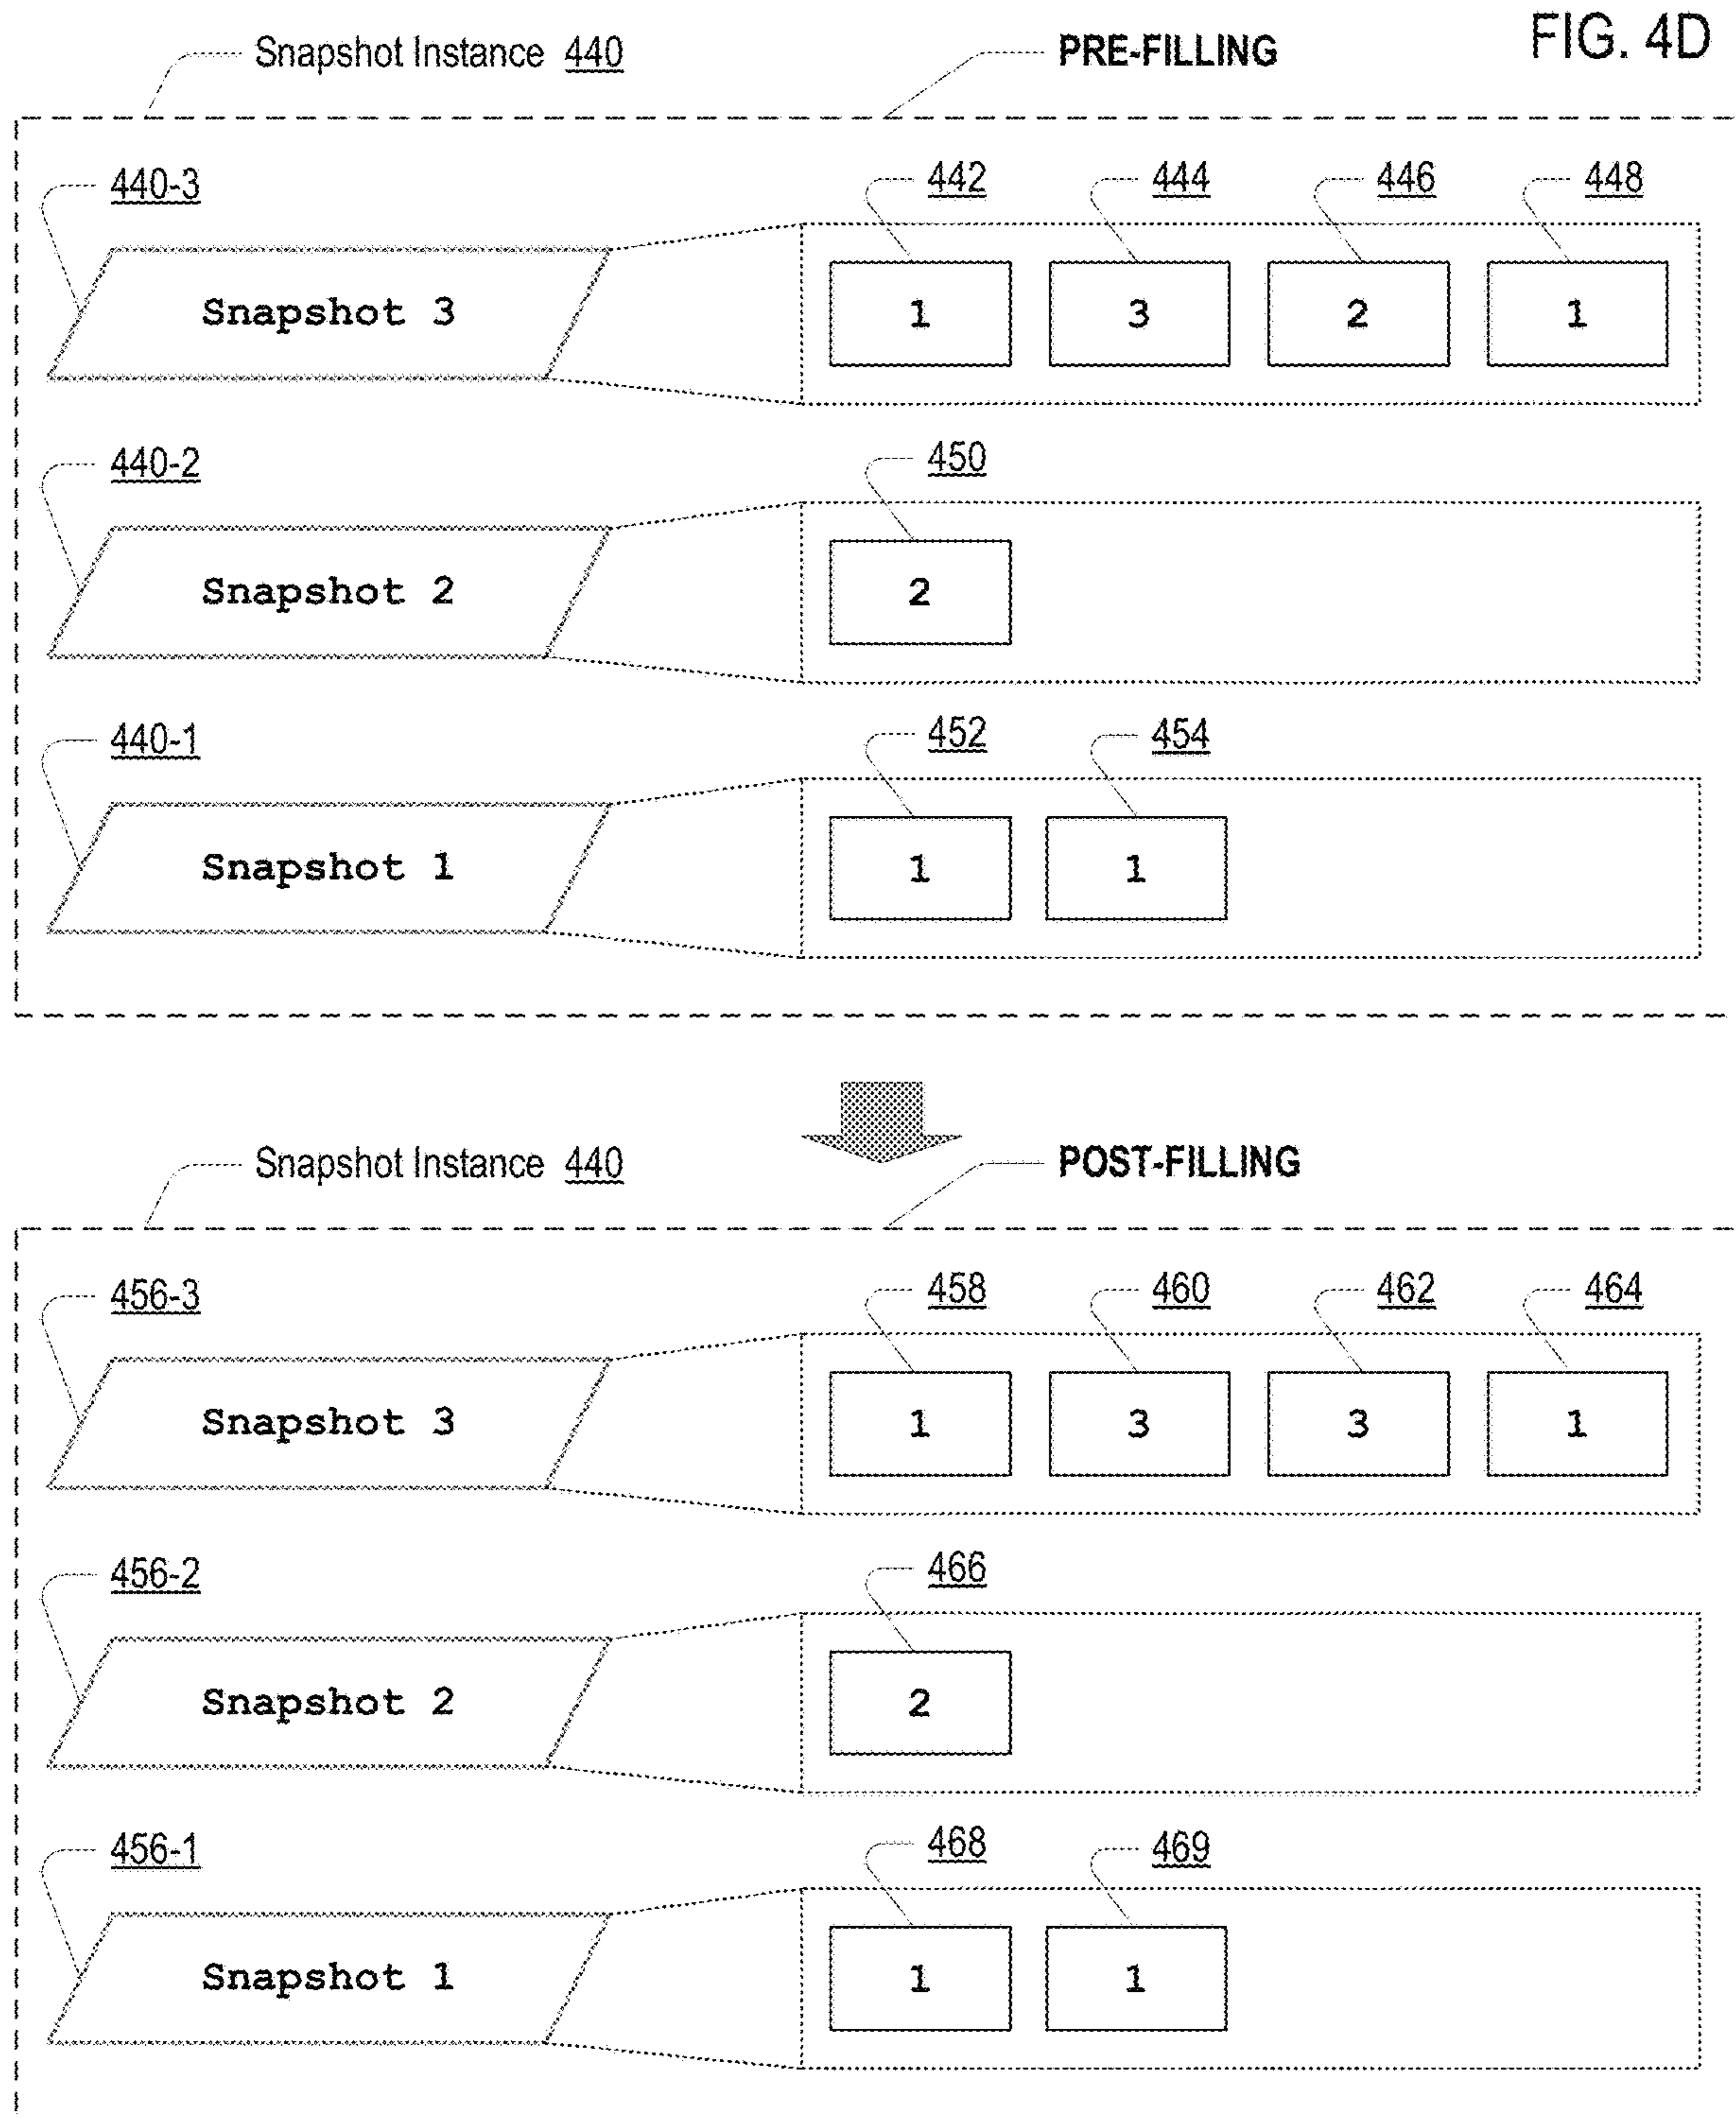 FIG. 4D
Snapshot Instance 440 PRE-FILLING
440-3 442 444 446 448
Snapshot 3 1 3 2 1
440-2 450
Snapshot 2 2
440-1 452 454
Snapshot 1 1 1
Snapshot Instance 440 POST-FILLING
456-3 458 460 462 464
Snapshot 3 1 3 3 1
456-2 466
Snapshot 2 2
456-1 468 469
Snapshot 1 1 1